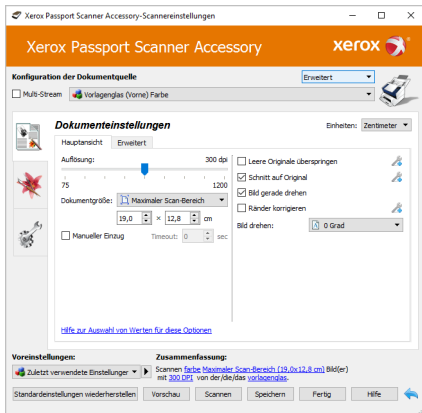 Xerox Passport Scanner Accessory-Scannereinstellungen
Xerox Passport Scanner Accessory
xerox
Konfiguration der Dokumentquelle
Erweitert
Multi-Stream
Vorlagenglas (Vorne) Farbe
Dokumenteinstellungen
Einheiten: Zentimeter
Hauptansicht Erweitert
Auflösung: 300 dpi
75 1200
Dokumentgröße: Maximaler Scan-Bereich
19,0 × 12,8 cm
Manueller Einzug Timeout: 0 sec
Leere Originale überspringen
Schnitt auf Original
Bild gerade drehen
Ränder korrigieren
Bild drehen: 0 Grad
Hilfe zur Auswahl von Werten für diese Optionen
Voreinstellungen:
Zuletzt verwendete Einstellunger
Zusammenfassung:
Scannen farbe Maximaler Scan-Bereich (19,0x12,8 cm) Bild(er)
mit 300 DPI von der/die/das vorlagenglas.
Standardeinstellungen wiederherstellen Vorschau Scannen Speichern Fertig Hilfe